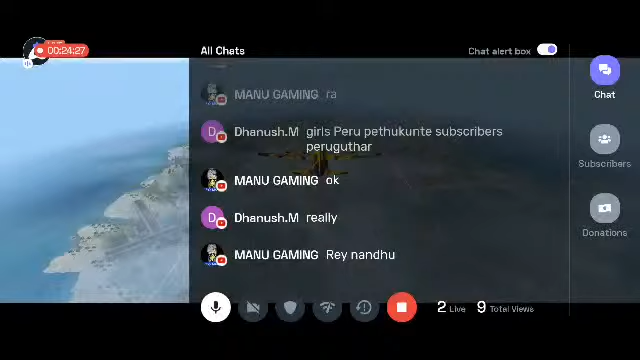 00:24:27
All Chats
Chat alert box
MANU GAMING ra
Dhanush.M girls Peru pethukunte subscribers
peruguthar
MANU GAMING ok
Dhanush.M really
MANU GAMING Rey nandhu
Chat
Subscribers
Donations
2 Live 9 Total Views